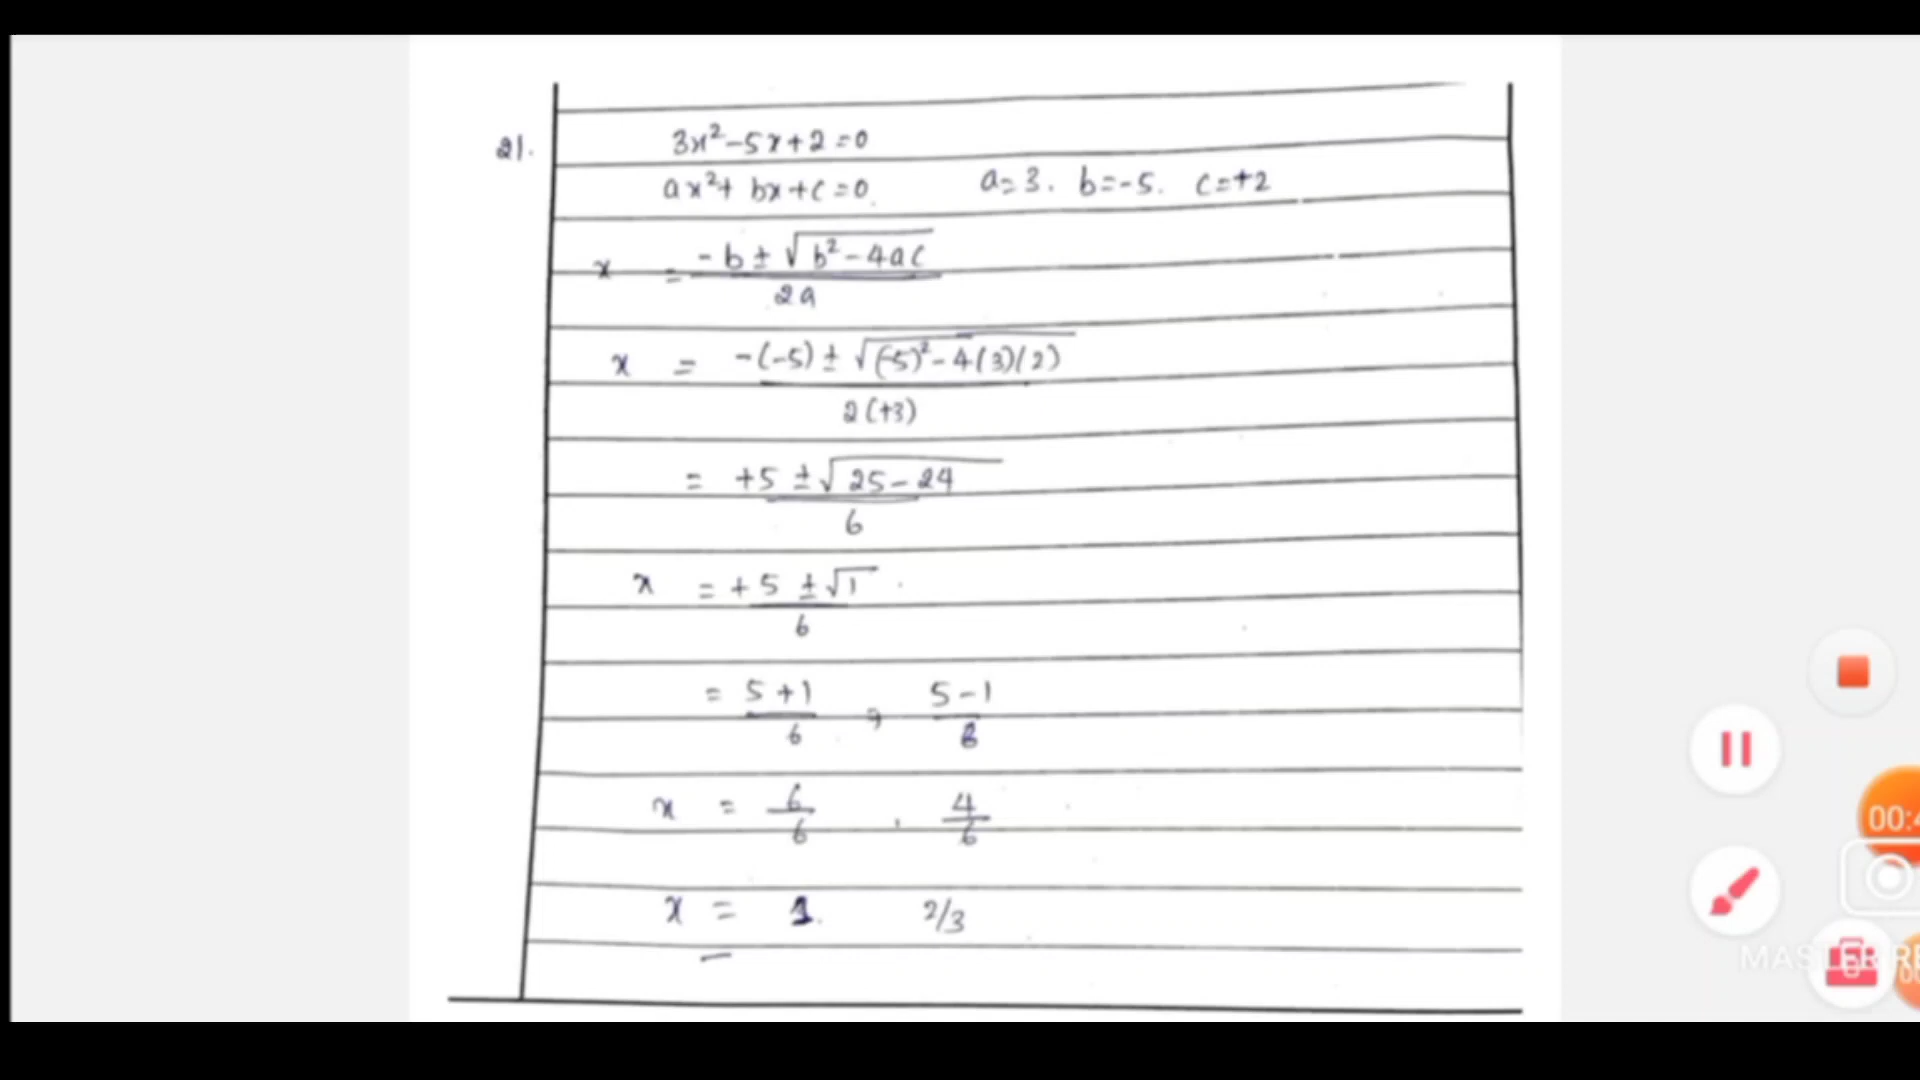 21. 3x²-5x+2=0
ax²+ bx+c=0. a=3. b=-5. c=+2
x = -b ± √b²-4ac / 2a
x = -(-5) ± √(-5)²-4(3)(2) / 2(+3)
= +5 ± √25-24 / 6
x = +5 ± √1 / 6
= 5+1 / 6 , 5-1 / 6
x = 6/6 , 4/6
x = 1. 2/3
00:4